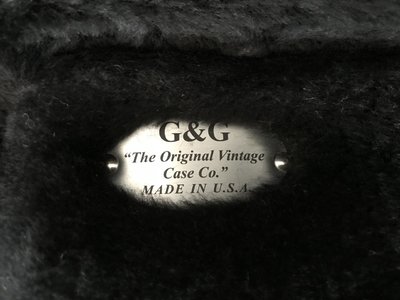 G&G
“The Original Vintage
Case Co.”
MADE IN U.S.A.